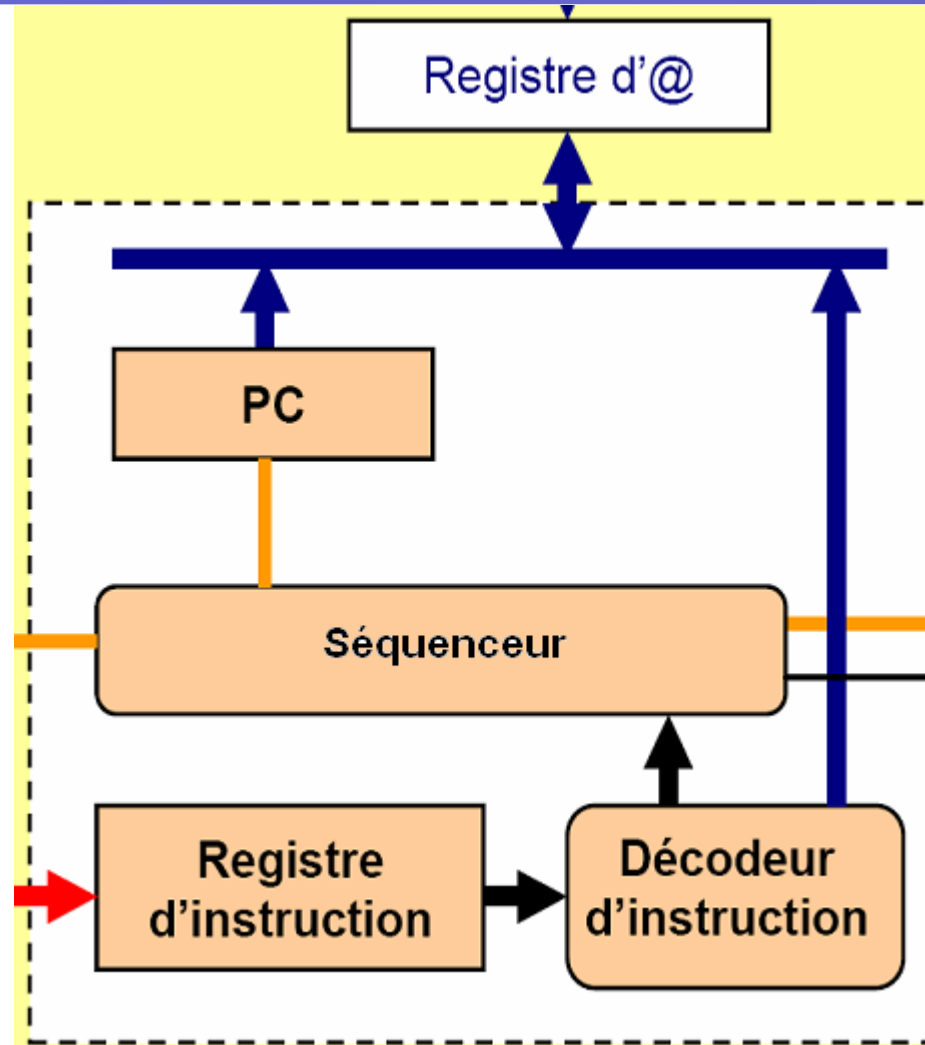 Registre d’@
PC
Séquenceur
Registre
d’instruction
Décodeur
d’instruction